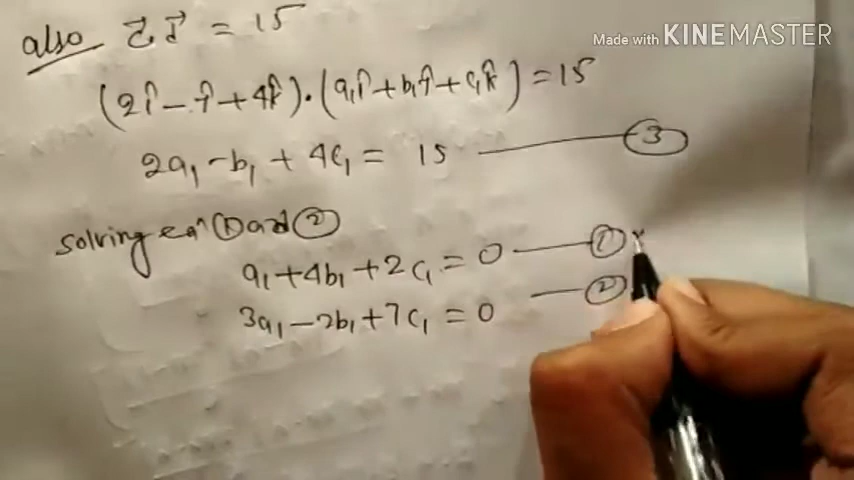 Made with KINEMASTER
also c⃗.d⃗ = 15
(2î - ĵ + 4k̂).(a₁î + b₁ĵ + c₁k̂) = 15
2a₁ - b₁ + 4c₁ = 15 — ③
solving eqⁿ ① and ②
a₁ + 4b₁ + 2c₁ = 0 — ① ×
3a₁ - 2b₁ + 7c₁ = 0 — ②